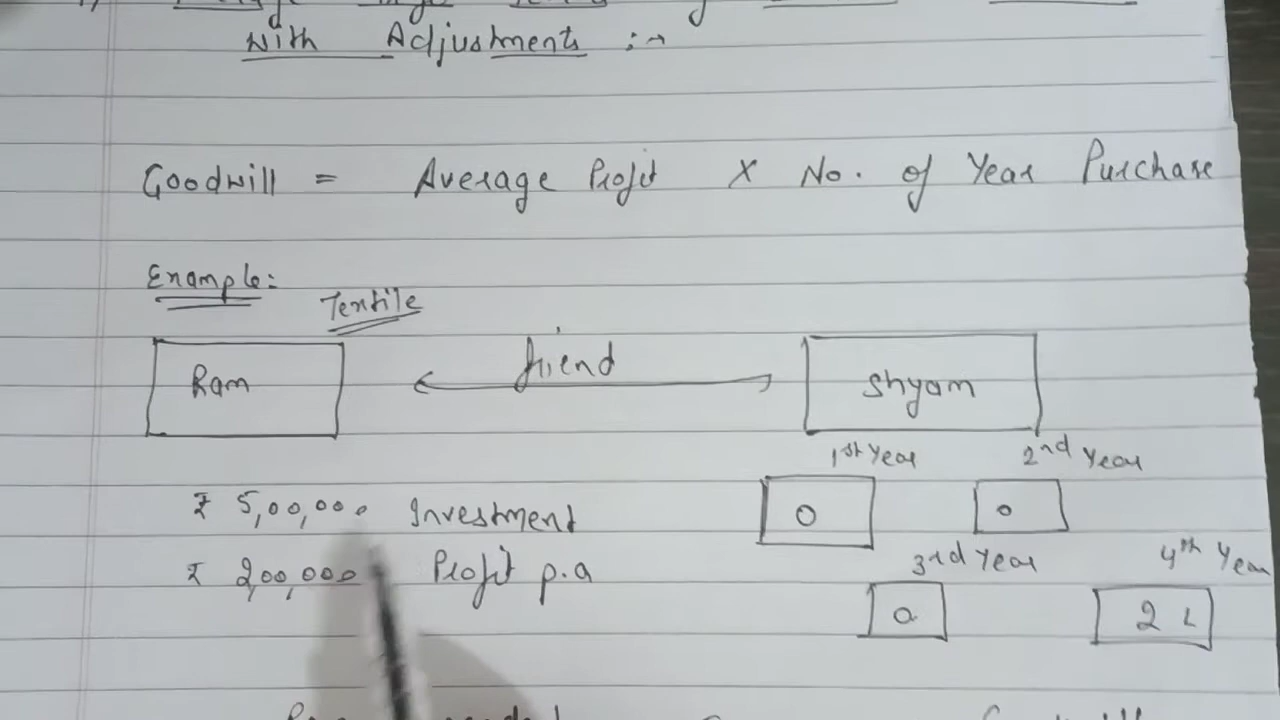 with Adjustments :→
Goodwill = Average Profit X No. of Year Purchase
Example:
Textile
Ram
friend
Shyam
1st Year 2nd Year
₹ 5,00,000 Investment
0 0
3rd Year 4th Year
₹ 2,00,000 Profit p.a
0 2 L